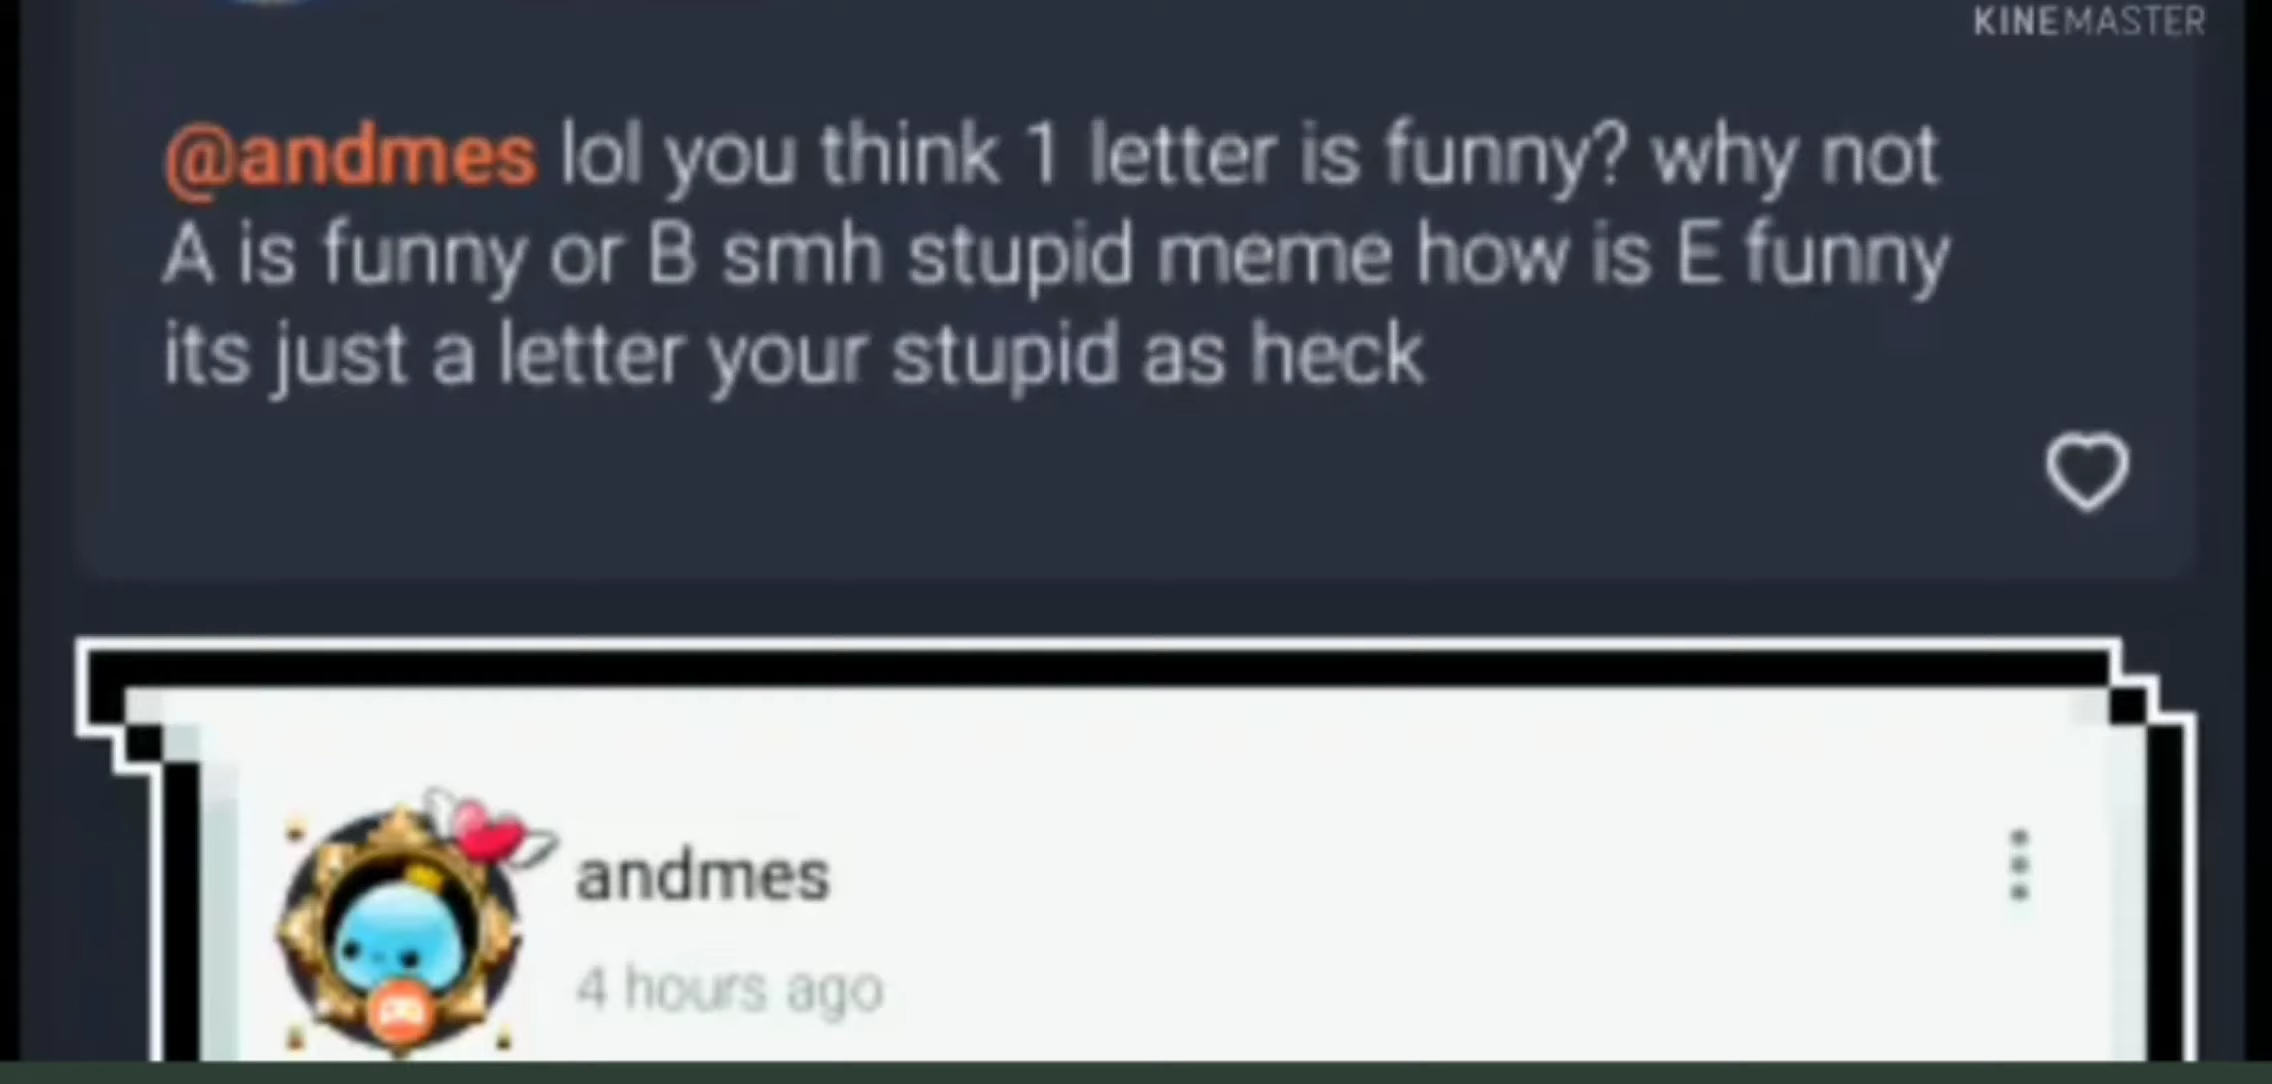 KINEMASTER
@andmes lol you think 1 letter is funny? why not
A is funny or B smh stupid meme how is E funny
its just a letter your stupid as heck
andmes
4 hours ago